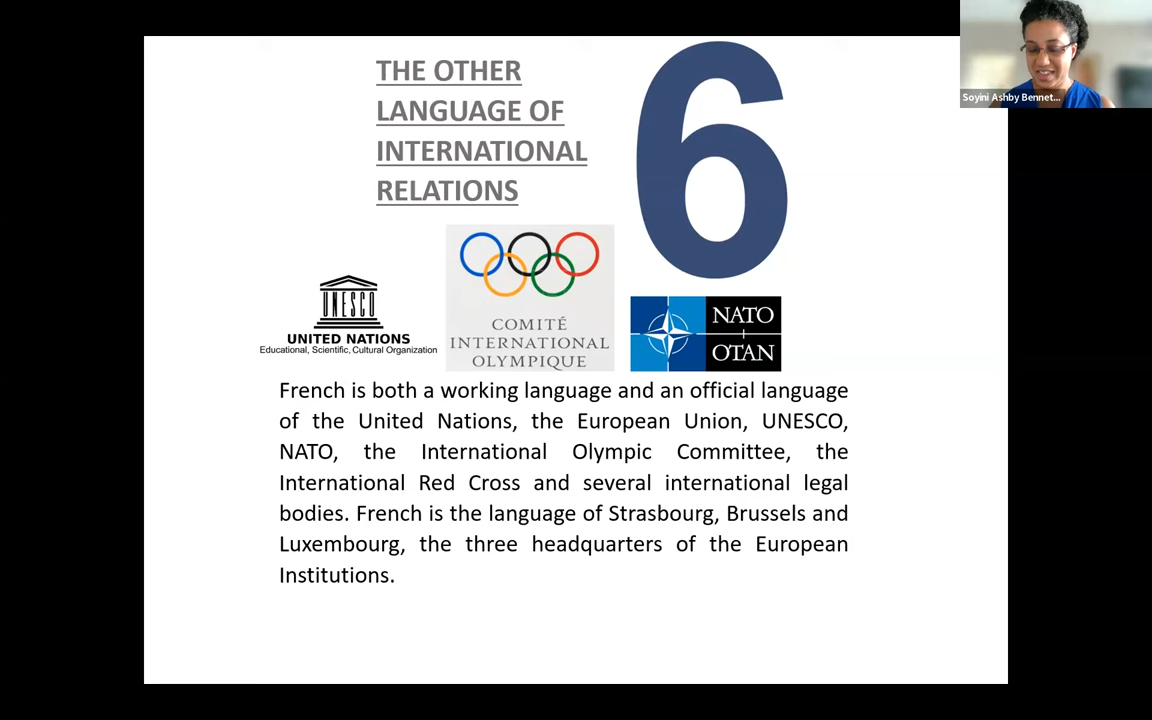 THE OTHER
LANGUAGE OF
INTERNATIONAL
RELATIONS
6
Soyini Ashby Bennet...
UNESCO
UNITED NATIONS
Educational, Scientific, Cultural Organization
COMITÉ
INTERNATIONAL
OLYMPIQUE
NATO
OTAN
French is both a working language and an official language
of the United Nations, the European Union, UNESCO,
NATO, the International Olympic Committee, the
International Red Cross and several international legal
bodies. French is the language of Strasbourg, Brussels and
Luxembourg, the three headquarters of the European
Institutions.